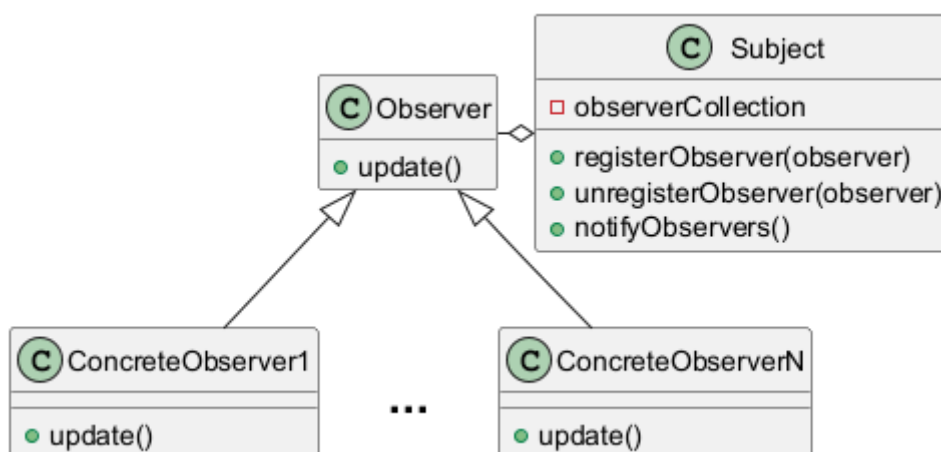 C Subject
observerCollection
registerObserver(observer)
unregisterObserver(observer)
notifyObservers()
C Observer
update()
C ConcreteObserver1
update()
...
C ConcreteObserverN
update()